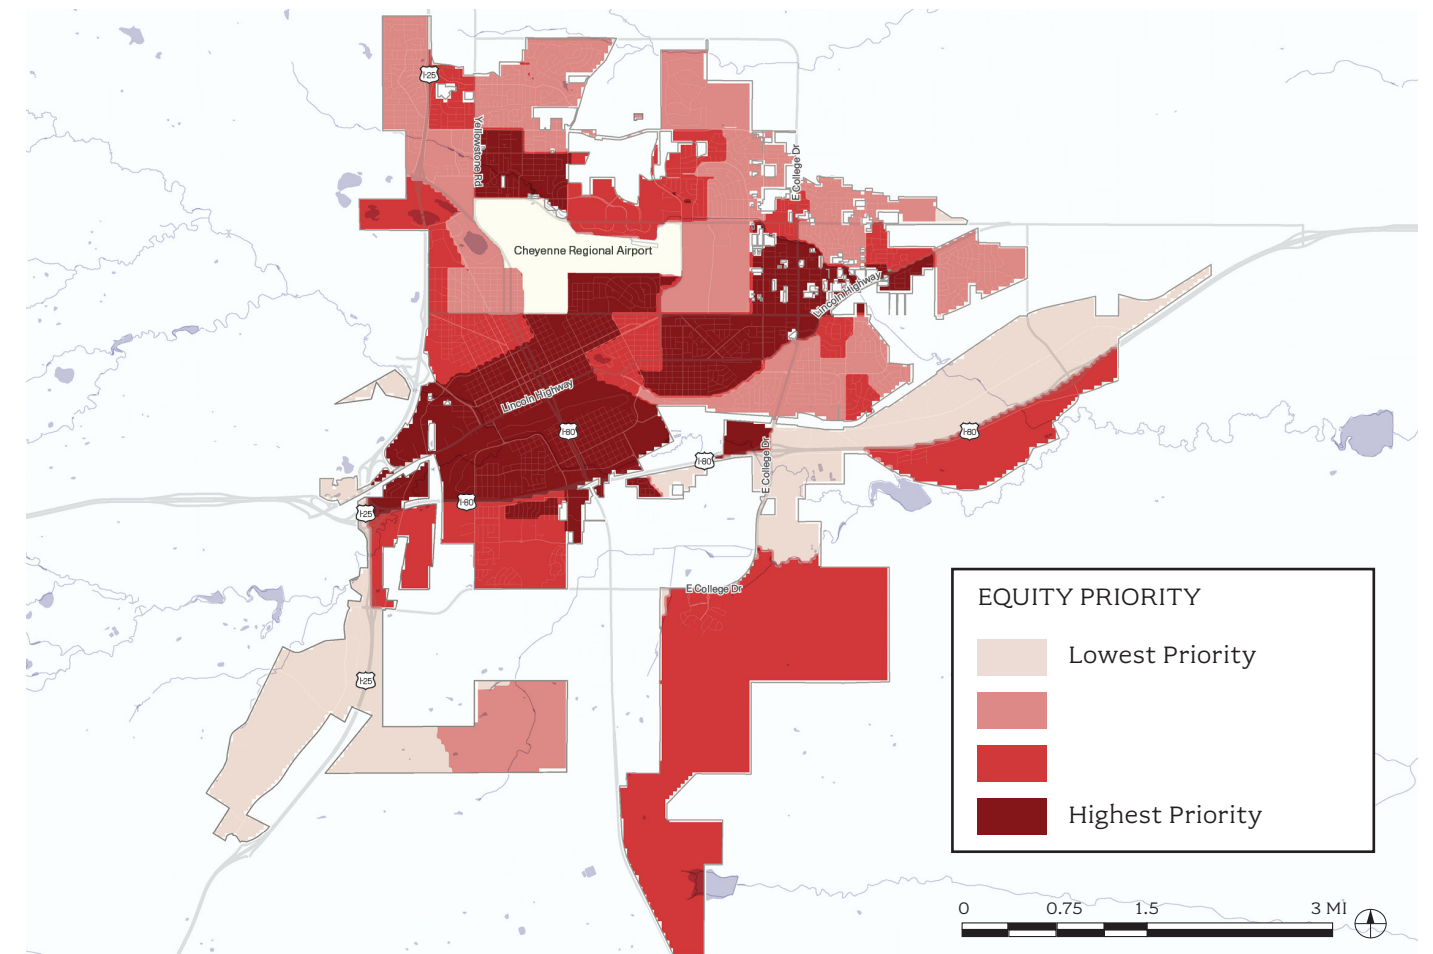 I-25
Yellowstone Rd
E College Dr
Cheyenne Regional Airport
Lincoln Highway
Lincoln Highway
I-80
I-80
I-80
E College Dr
I-80
I-25
E College Dr
I-25
EQUITY PRIORITY
Lowest Priority
Highest Priority
0 0.75 1.5 3 MI